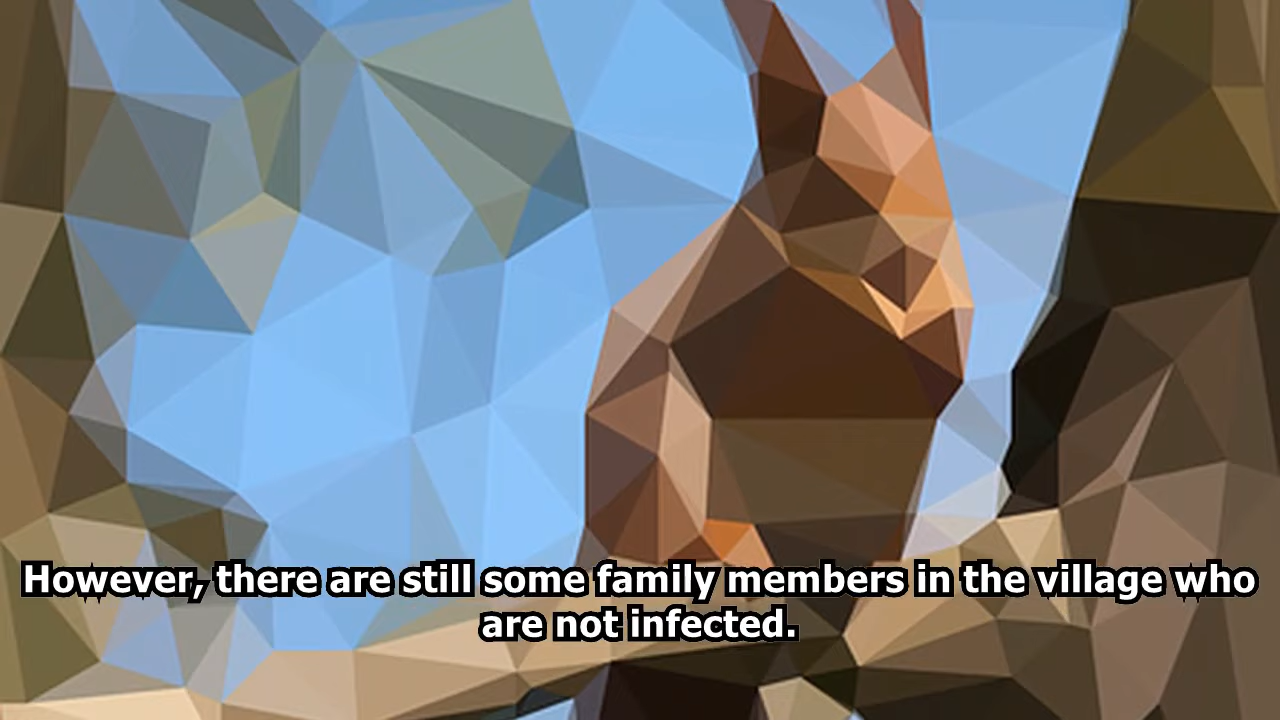 However, there are still some family members in the village who
are not infected.